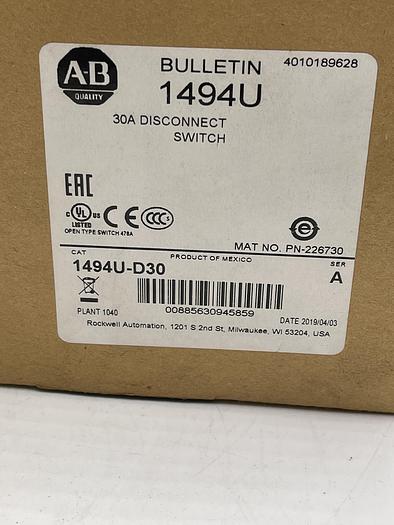 A-B
QUALITY
BULLETIN
1494U
4010189628
30A DISCONNECT
SWITCH
EAC
c UL us
LISTED
CE
CCC
OPEN TYPE SWITCH 476A
e
MAT NO. PN-226730
CAT
PRODUCT OF MEXICO
SER
1494U-D30
A
00885630945859
PLANT 1040
DATE 2019/04/03
Rockwell Automation, 1201 S 2nd St, Milwaukee, WI 53204, USA